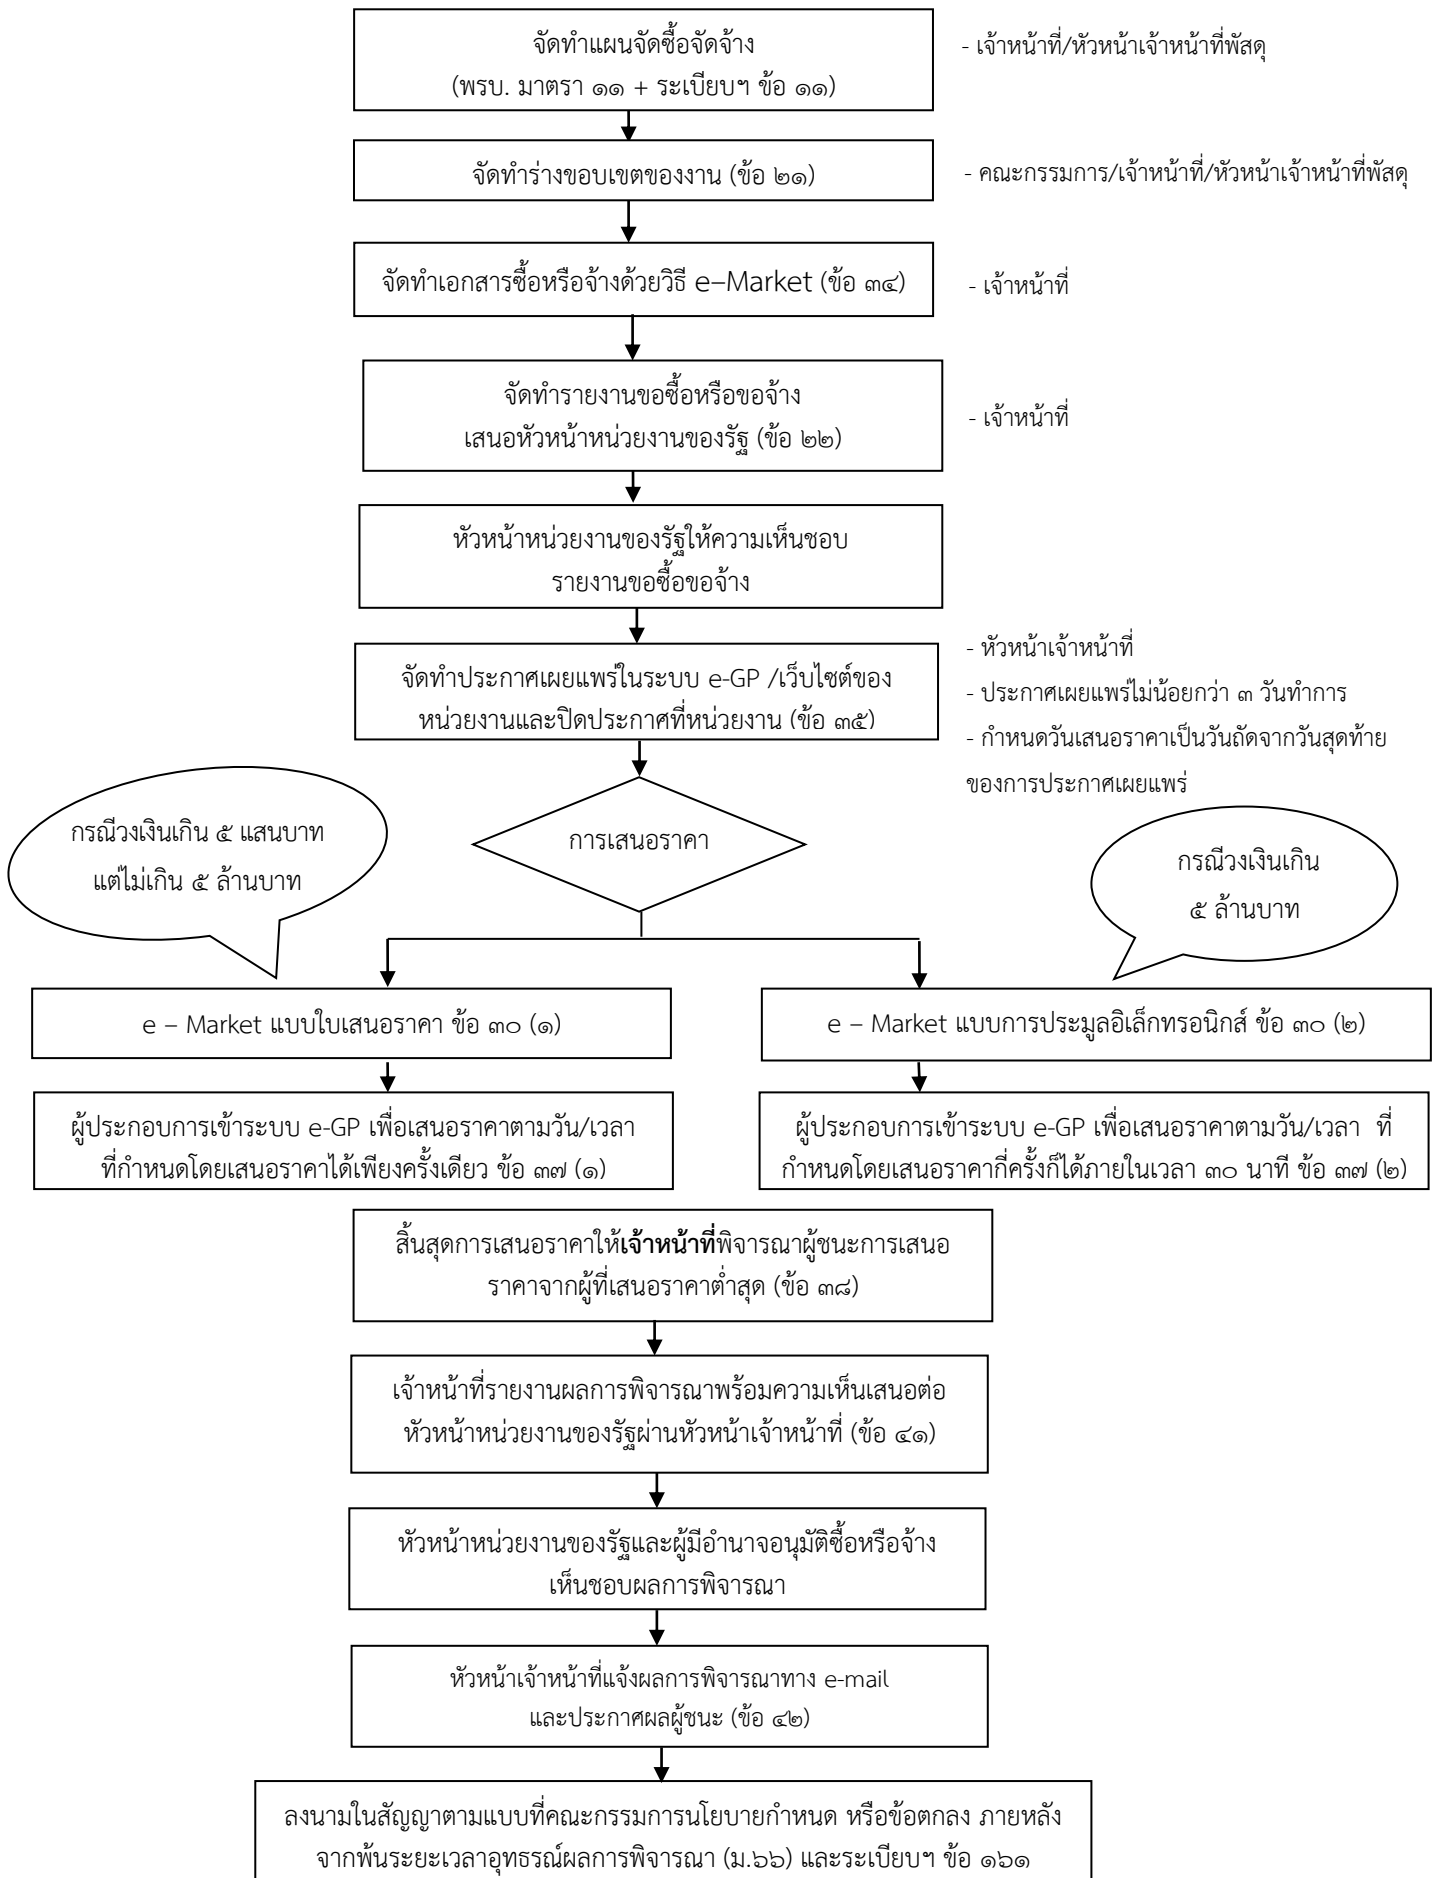 จัดทำแผนจัดซื้อจัดจ้าง
(พรบ. มาตรา ๑๑ + ระเบียบฯ ข้อ ๑๑)
- เจ้าหน้าที่/หัวหน้าเจ้าหน้าที่พัสดุ
จัดทำร่างขอบเขตของงาน (ข้อ ๒๑)
- คณะกรรมการ/เจ้าหน้าที่/หัวหน้าเจ้าหน้าที่พัสดุ
จัดทำเอกสารซื้อหรือจ้างด้วยวิธี e–Market (ข้อ ๓๔)
- เจ้าหน้าที่
จัดทำรายงานขอซื้อหรือขอจ้าง
เสนอหัวหน้าหน่วยงานของรัฐ (ข้อ ๒๒)
- เจ้าหน้าที่
หัวหน้าหน่วยงานของรัฐให้ความเห็นชอบ
รายงานขอซื้อขอจ้าง
จัดทำประกาศเผยแพร่ในระบบ e-GP /เว็บไซต์ของ
หน่วยงานและปิดประกาศที่หน่วยงาน (ข้อ ๓๕)
- หัวหน้าเจ้าหน้าที่
- ประกาศเผยแพร่ไม่น้อยกว่า ๓ วันทำการ
- กำหนดวันเสนอราคาเป็นวันถัดจากวันสุดท้าย
ของการประกาศเผยแพร่
กรณีวงเงินเกิน ๕ แสนบาท
แต่ไม่เกิน ๕ ล้านบาท
การเสนอราคา
กรณีวงเงินเกิน
๕ ล้านบาท
e – Market แบบใบเสนอราคา ข้อ ๓๐ (๑)
e – Market แบบการประมูลอิเล็กทรอนิกส์ ข้อ ๓๐ (๒)
ผู้ประกอบการเข้าระบบ e-GP เพื่อเสนอราคาตามวัน/เวลา
ที่กำหนดโดยเสนอราคาได้เพียงครั้งเดียว ข้อ ๓๗ (๑)
ผู้ประกอบการเข้าระบบ e-GP เพื่อเสนอราคาตามวัน/เวลา ที่
กำหนดโดยเสนอราคากี่ครั้งก็ได้ภายในเวลา ๓๐ นาที ข้อ ๓๗ (๒)
สิ้นสุดการเสนอราคาให้เจ้าหน้าที่พิจารณาผู้ชนะการเสนอ
ราคาจากผู้ที่เสนอราคาต่ำสุด (ข้อ ๓๘)
เจ้าหน้าที่รายงานผลการพิจารณาพร้อมความเห็นเสนอต่อ
หัวหน้าหน่วยงานของรัฐผ่านหัวหน้าเจ้าหน้าที่ (ข้อ ๔๑)
หัวหน้าหน่วยงานของรัฐและผู้มีอำนาจอนุมัติซื้อหรือจ้าง
เห็นชอบผลการพิจารณา
หัวหน้าเจ้าหน้าที่แจ้งผลการพิจารณาทาง e-mail
และประกาศผลผู้ชนะ (ข้อ ๔๒)
ลงนามในสัญญาตามแบบที่คณะกรรมการนโยบายกำหนด หรือข้อตกลง ภายหลัง
จากพ้นระยะเวลาอุทธรณ์ผลการพิจารณา (ม.๖๖) และระเบียบฯ ข้อ ๑๖๑